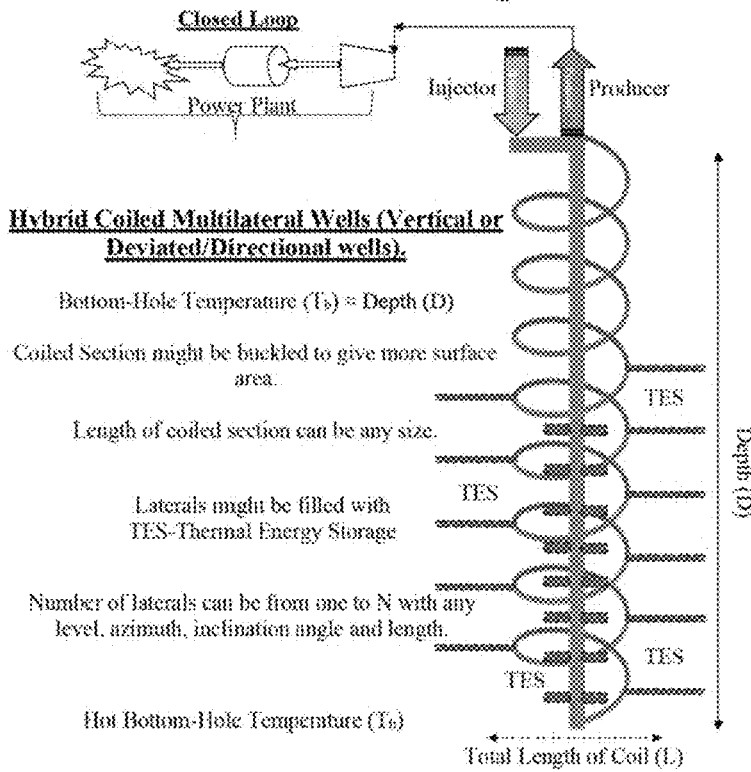 Closed Loop
Injector
Producer
Power Plant
Hybrid Coiled Multilateral Wells (Vertical or
Deviated/Directional wells).
Bottom-Hole Temperature (Tb) = Depth (D)
Coiled Section might be buckled to give more surface
area.
TES
Length of coiled section can be any size.
Depth (D)
TES
Laterals might be filled with
TES-Thermal Energy Storage
Number of laterals can be from one to N with any
level, azimuth, inclination angle and length.
TES
TES
Hot Bottom-Hole Temperature (Tb)
Total Length of Coil (L)